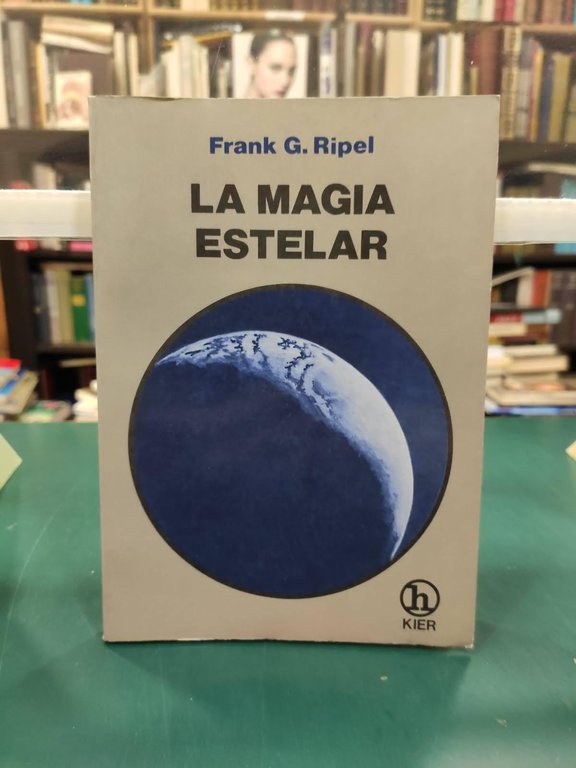 Frank G. Ripel
LA MAGIA
ESTELAR
h
KIER